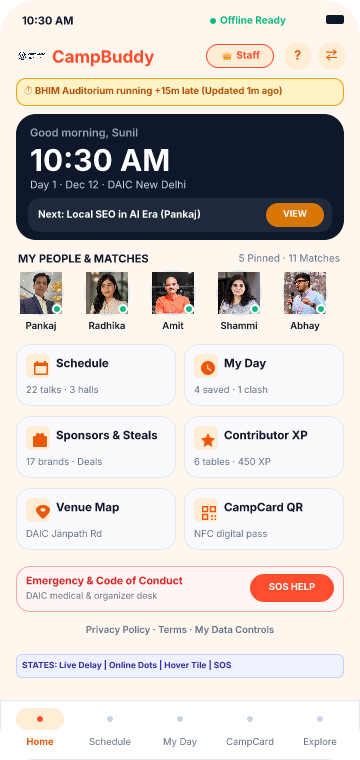 10:30 AM
Offline Ready
CampBuddy
Staff
?
BHIM Auditorium running +15m late (Updated 1m ago)
Good morning, Sunil
10:30 AM
Day 1 · Dec 12 · DAIC New Delhi
Next: Local SEO in AI Era (Pankaj)
VIEW
MY PEOPLE & MATCHES
5 Pinned · 11 Matches
Pankaj
Radhika
Amit
Shammi
Abhay
Schedule
22 talks · 3 halls
My Day
4 saved · 1 clash
Sponsors & Steals
17 brands · Deals
Contributor XP
6 tables · 450 XP
Venue Map
DAIC Janpath Rd
CampCard QR
NFC digital pass
Emergency & Code of Conduct
DAIC medical & organizer desk
SOS HELP
Privacy Policy · Terms · My Data Controls
STATES: Live Delay | Online Dots | Hover Tile | SOS
Home
Schedule
My Day
CampCard
Explore